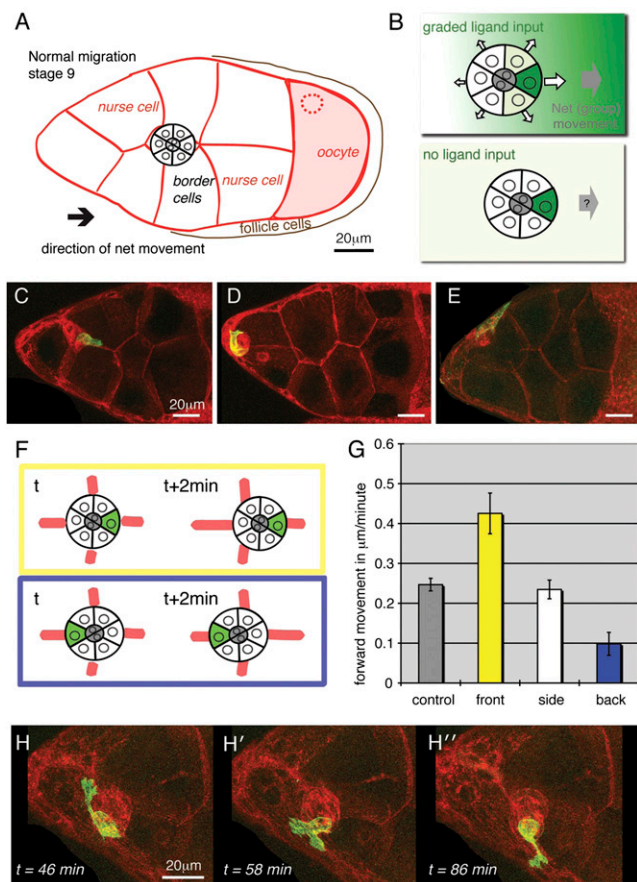 A
Normal migration
stage 9
nurse cell
border
cells
nurse cell
oocyte
follicle cells
direction of net movement
20μm
B
graded ligand input
Net (group)
movement
no ligand input
?
C
20μm
D
E
F
t
t+2min
t
t+2min
G
forward movement in μm/minute
0.6
0.5
0.4
0.3
0.2
0.1
0
control
front
side
back
H
t = 46 min
20μm
H'
t = 58 min
H''
t = 86 min